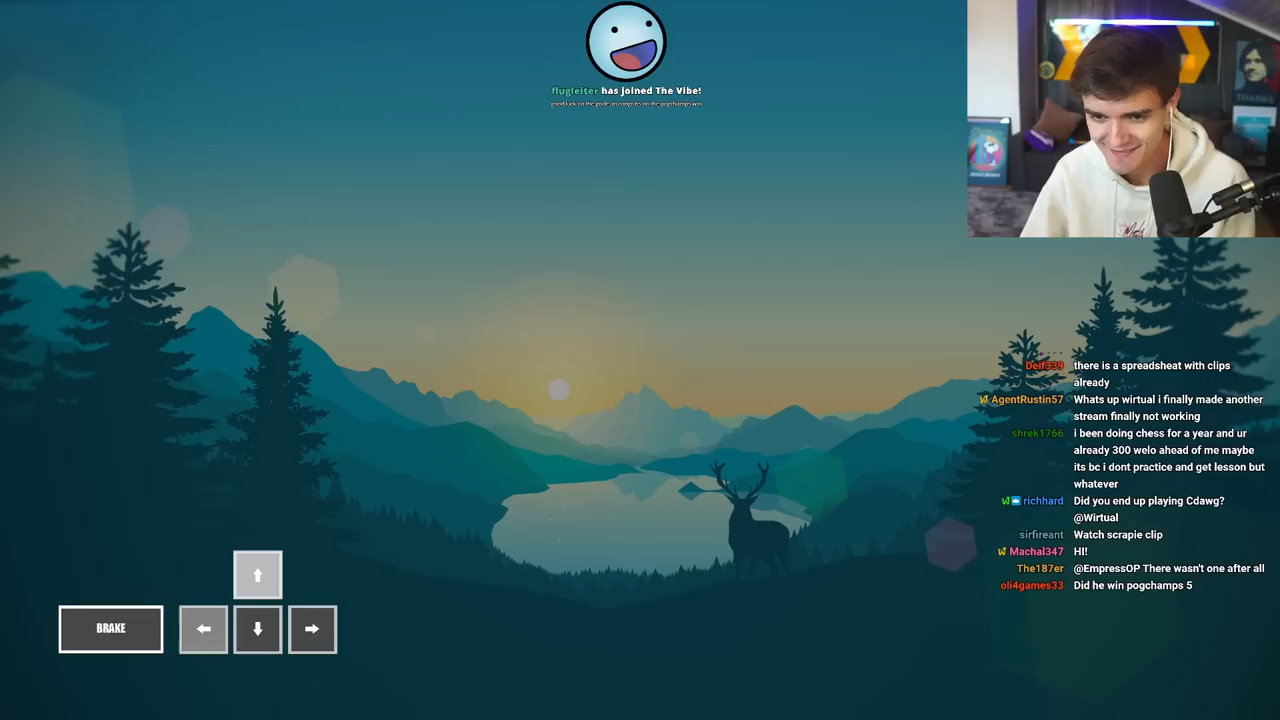 flugleiter has joined The Vibe!
Deif339 there is a spreadsheat with clips
already
AgentRustin57 Whats up wirtual i finally made another
stream finally not working
shrek1766 i been doing chess for a year and ur
already 300 welo ahead of me maybe
its bc i dont practice and get lesson but
whatever
richhard Did you end up playing Cdawg?
@Wirtual
sirfireant Watch scrapie clip
Machal347 HI!
The187er @EmpressOP There wasn't one after all
oli4games33 Did he win pogchamps 5
BRAKE